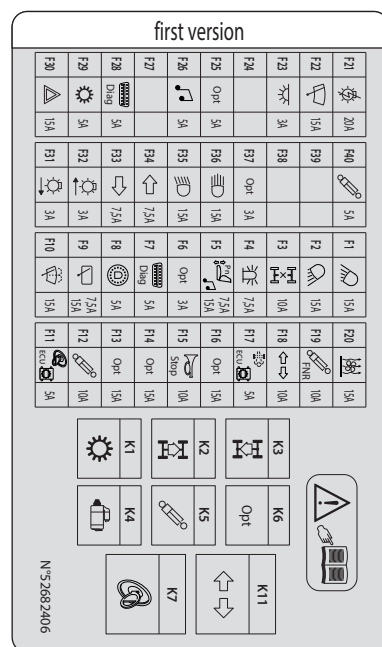 first version
F30 F29 F28 F27 F26 F25 F24 F23 F22 F21
Diag Opt
15A 5A 5A 5A 5A 3A 15A 20A
F31 F32 F33 F34 F35 F36 F37 F38 F39 F40
Opt
3A 3A 7,5A 7,5A 15A 15A 3A 5A
F10 F9 F8 F7 F6 F5 F4 F3 F2 F1
Diag Opt Pn
15A 7,5A 15A 5A 5A 3A 7,5A 15A 7,5A 10A 15A 15A
F11 F12 F13 F14 F15 F16 F17 F18 F19 F20
ECU Opt Opt Stop Opt ECU FNR
5A 10A 15A 15A 10A 15A 5A 10A 10A 15A
K1 K2 K3
K4 K5 K6
Opt
K7 K11
N°52682406